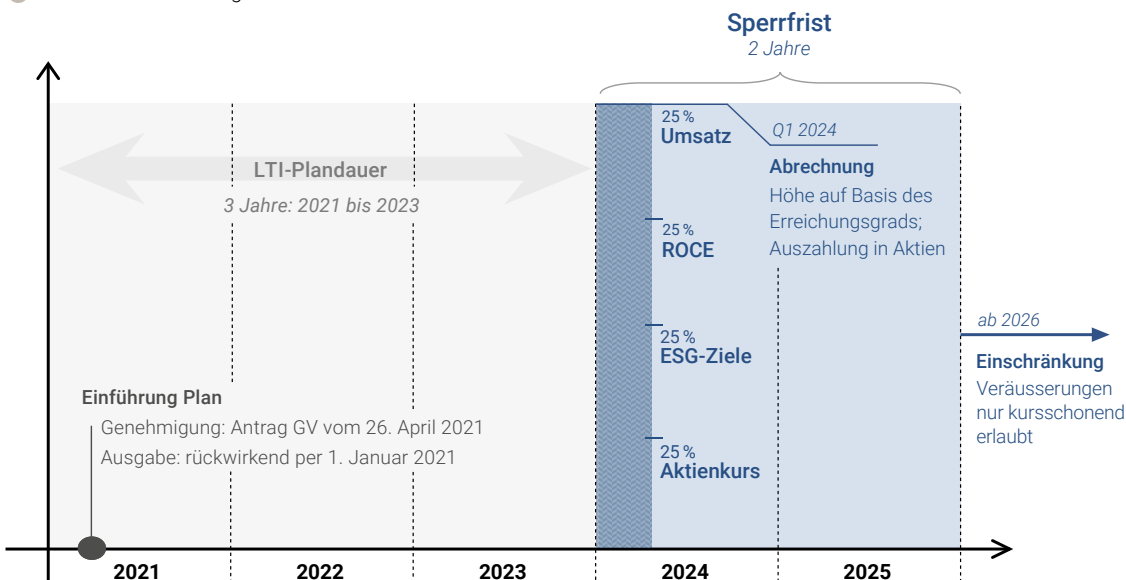 Sperrfrist
2 Jahre
25 %
Umsatz
Q1 2024
Abrechnung
Höhe auf Basis des
Erreichungsgrads;
Auszahlung in Aktien
LTI-Plandauer
3 Jahre: 2021 bis 2023
25 %
ROCE
25 %
ESG-Ziele
25 %
Aktienkurs
ab 2026
Einschränkung
Veräusserungen
nur kursschonend
erlaubt
Einführung Plan
Genehmigung: Antrag GV vom 26. April 2021
Ausgabe: rückwirkend per 1. Januar 2021
2021
2022
2023
2024
2025